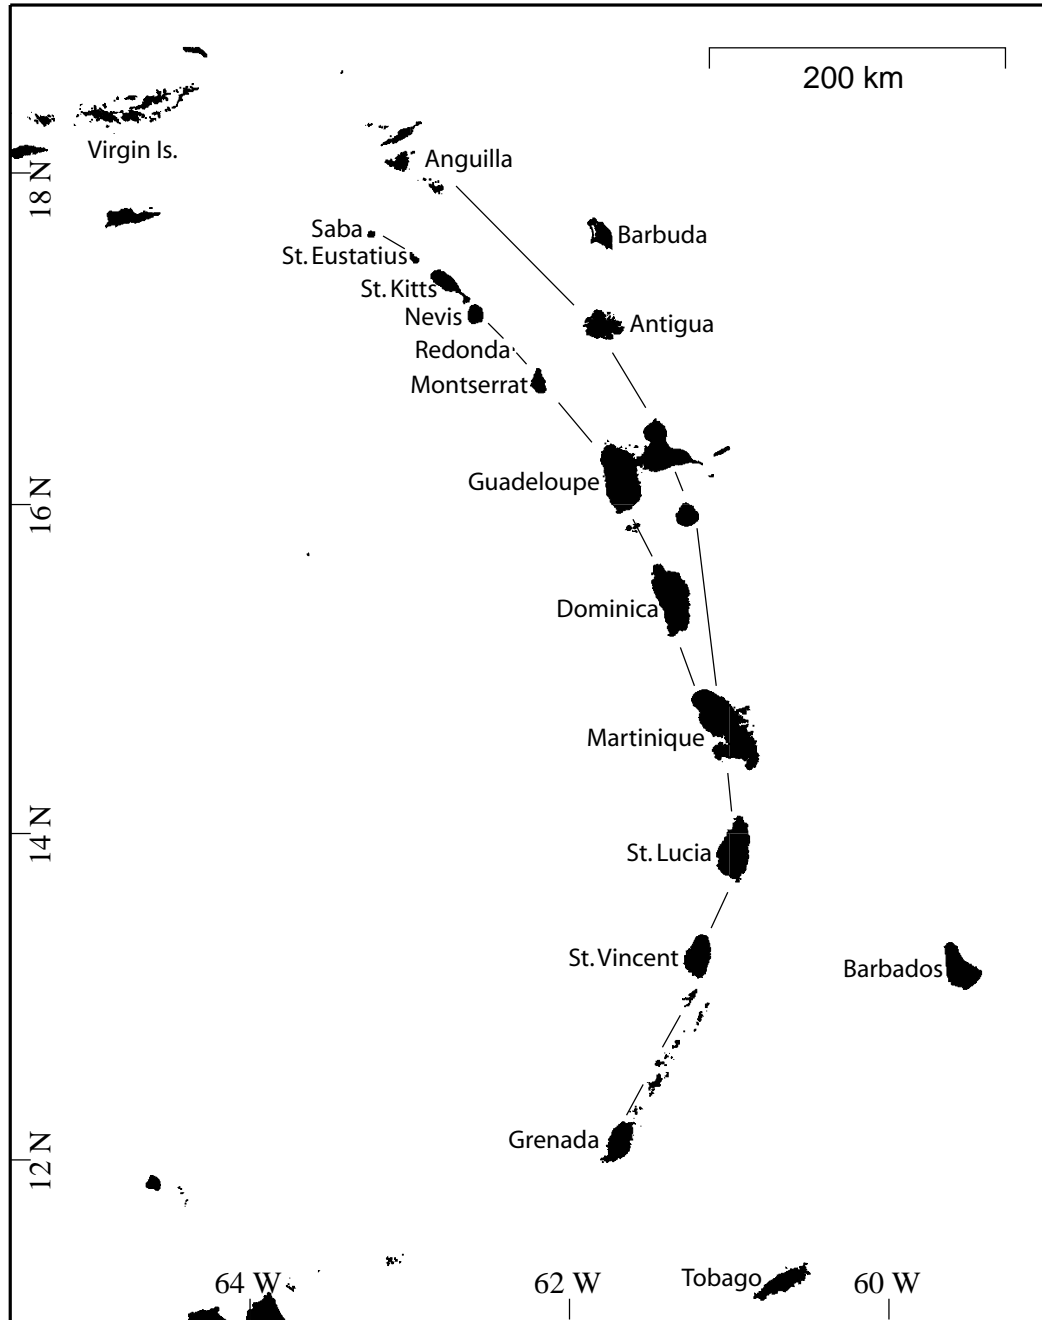 200 km
Virgin Is.
Anguilla
18 N
Saba
Barbuda
St. Eustatius
St. Kitts
Nevis
Antigua
Redonda
Montserrat
Guadeloupe
16 N
Dominica
Martinique
14 N
St. Lucia
St. Vincent
Barbados
Grenada
12 N
64 W
62 W
Tobago
60 W